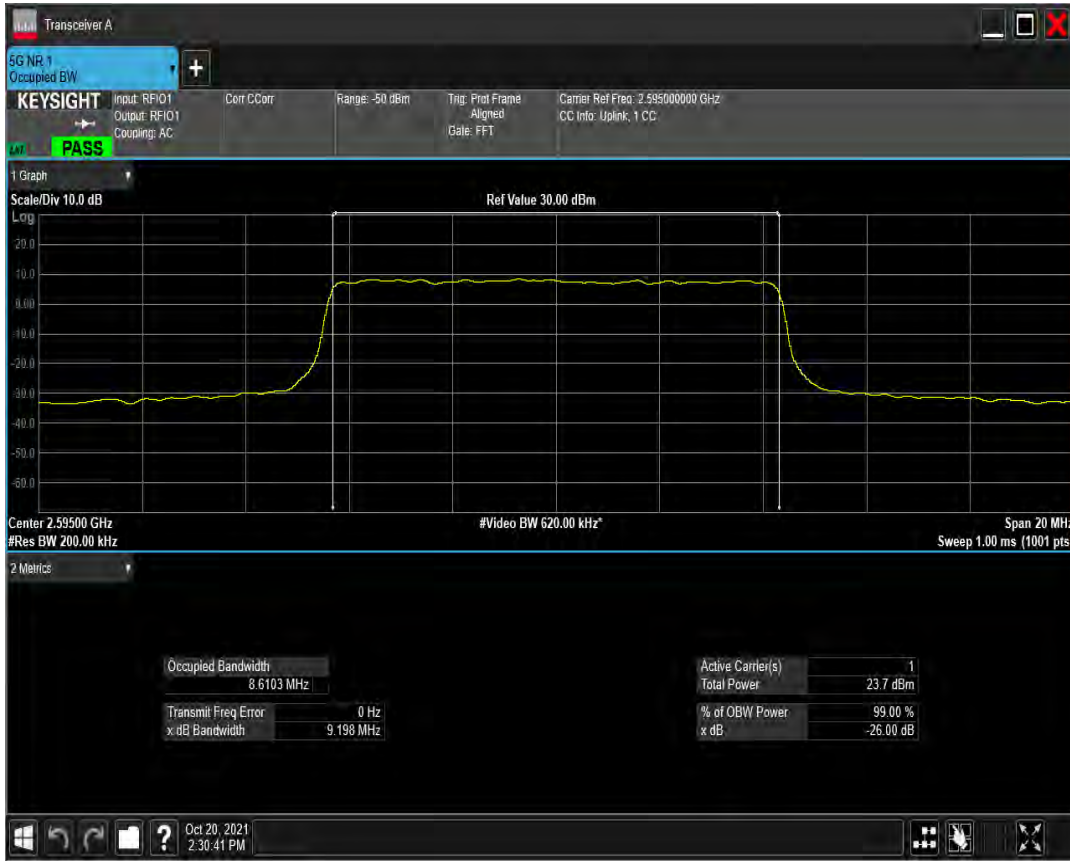 Transceiver A
5G NR 1
Occupied BW
+
KEYSIGHT
Input: RFIO1
Output: RFIO1
Coupling: AC
Corr CCorr
Range: -50 dBm
Trig: Prot Frame
Aligned
Gate: FFT
Carrier Ref Freq: 2.595000000 GHz
CC Info: Uplink, 1 CC
PASS
1 Graph
Scale/Div 10.0 dB
Ref Value 30.00 dBm
Log
20.0
10.0
0.00
-10.0
-20.0
-30.0
-40.0
-50.0
-60.0
Center 2.59500 GHz
#Video BW 620.00 kHz*
Span 20 MHz
#Res BW 200.00 kHz
Sweep 1.00 ms (1001 pts
2 Metrics
Occupied Bandwidth
8.6103 MHz
Transmit Freq Error 0 Hz
x dB Bandwidth 9.198 MHz
Active Carrier(s) 1
Total Power 23.7 dBm
% of OBW Power 99.00 %
x dB -26.00 dB
?
Oct 20, 2021
2:30:41 PM